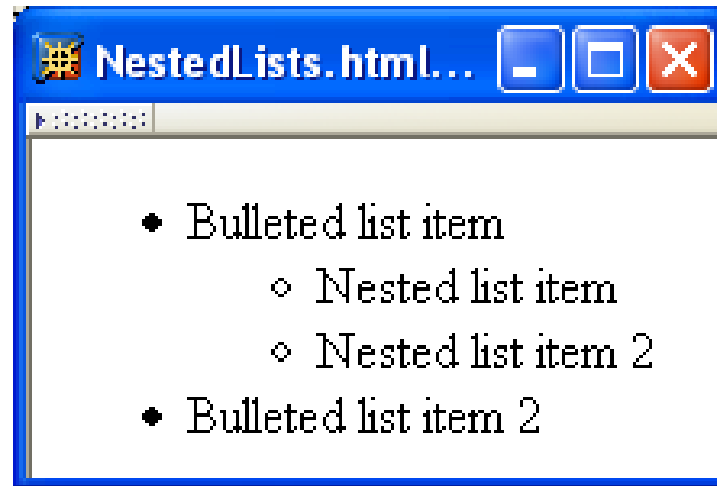 NestedLists.html...
Bulleted list item
Nested list item
Nested list item 2
Bulleted list item 2